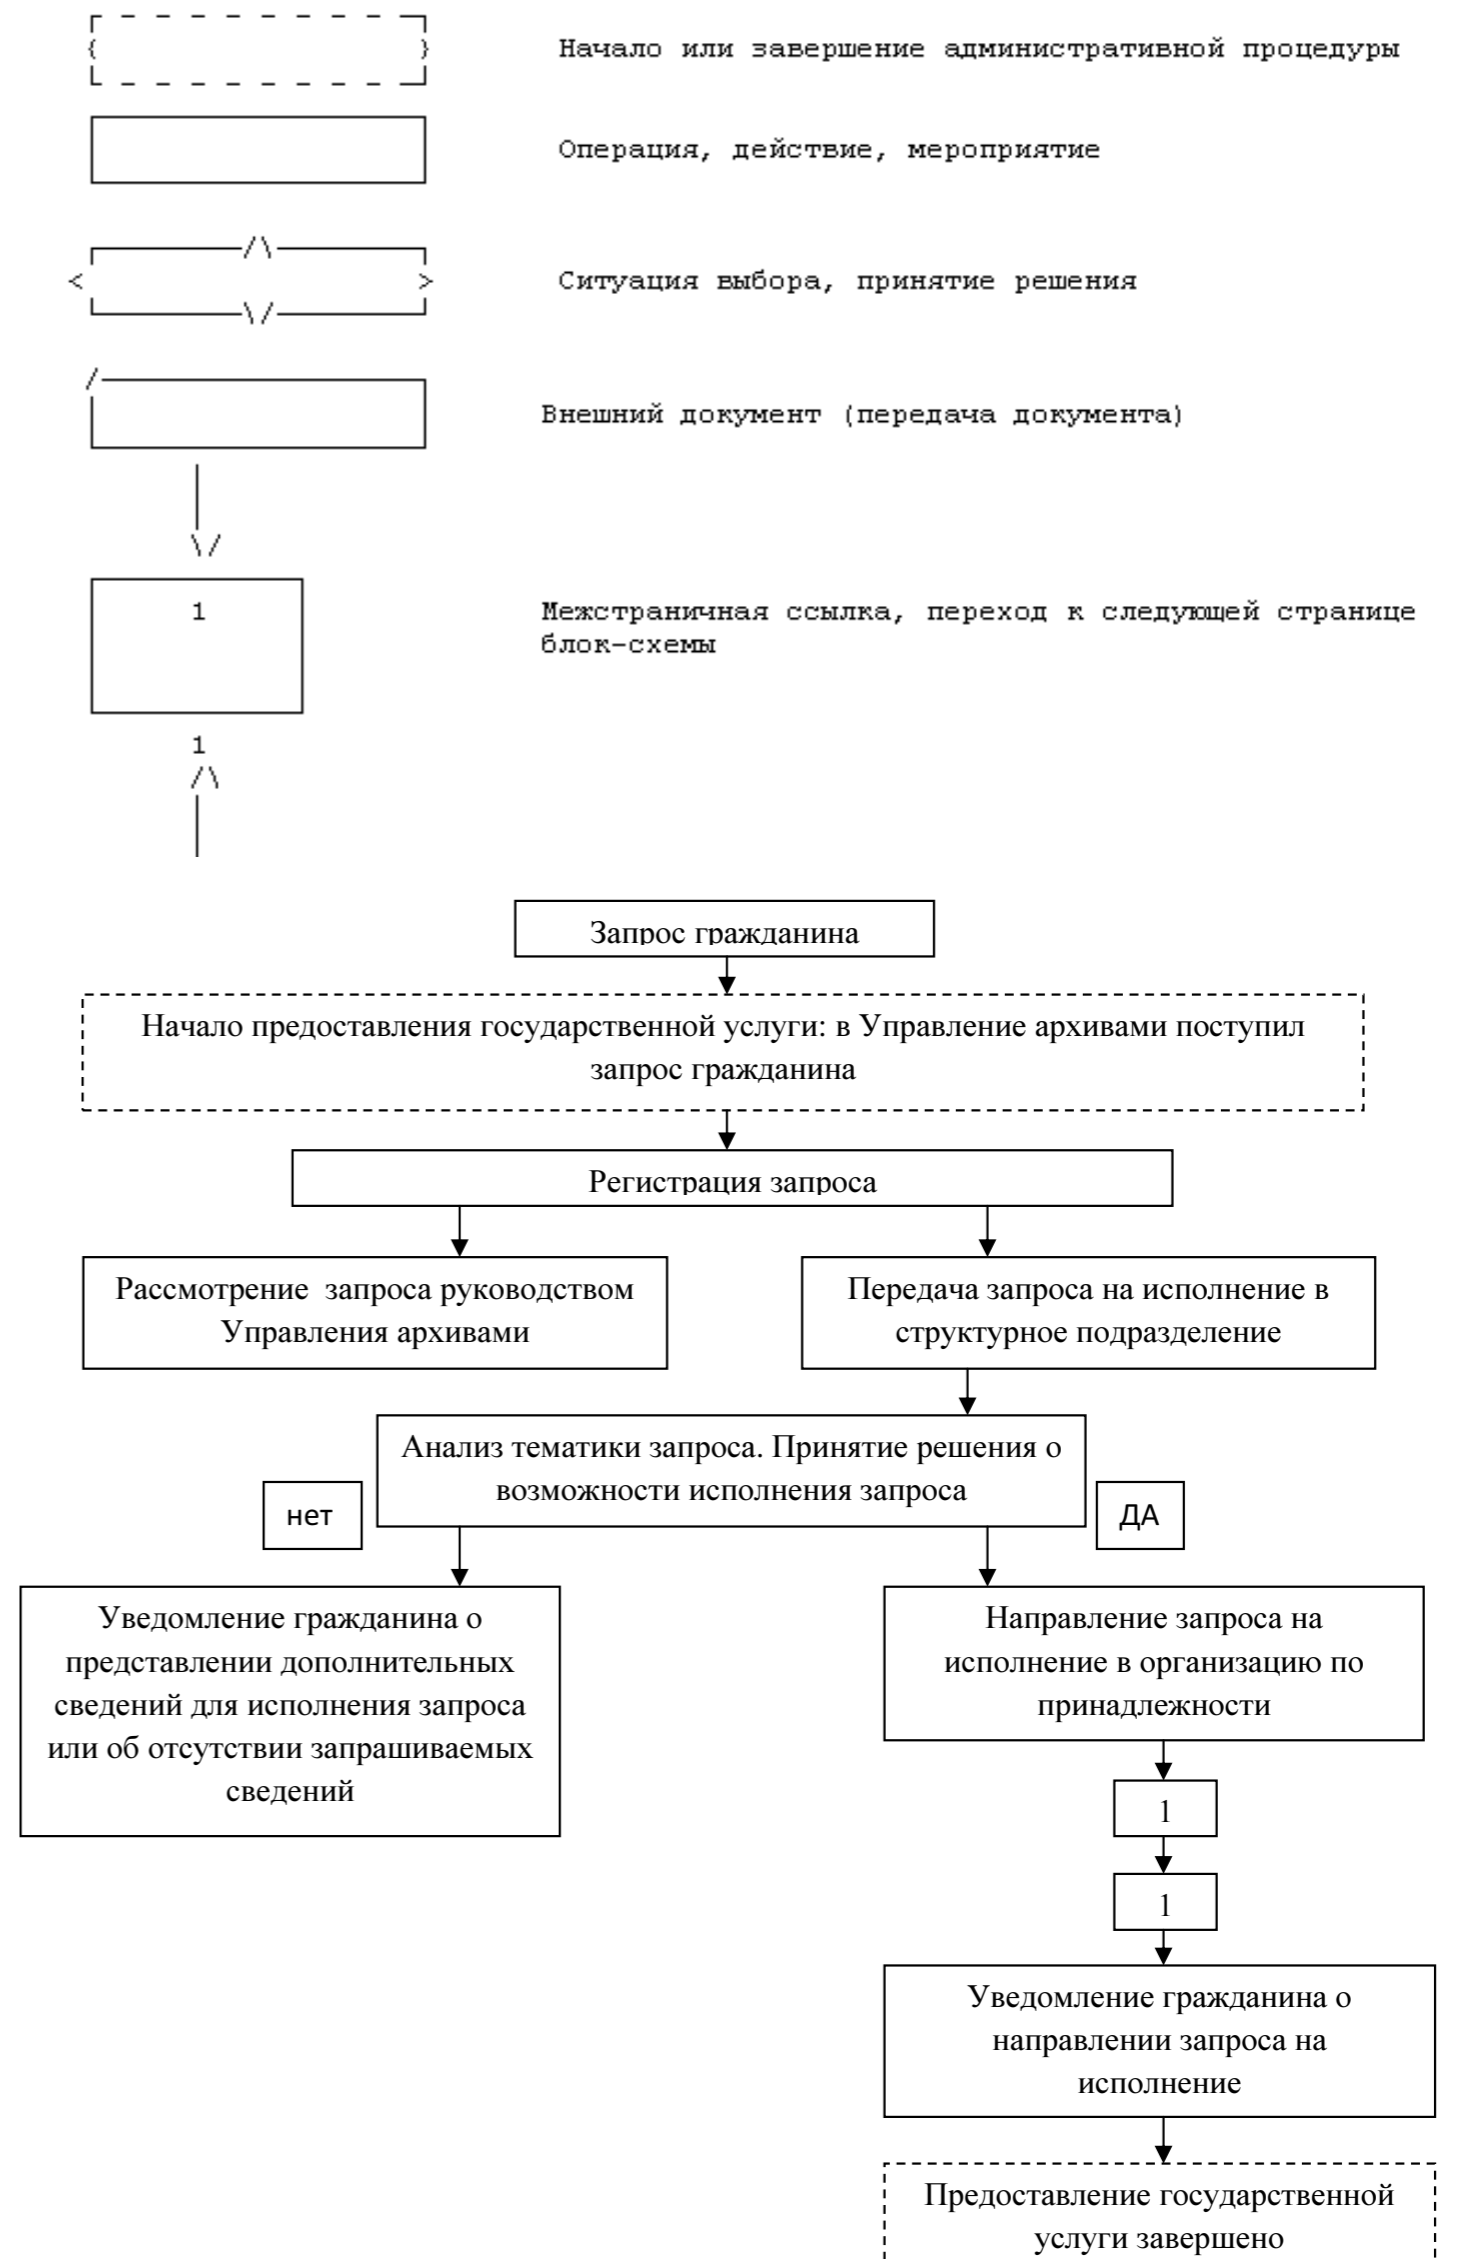 Начало или завершение административной процедуры
Операция, действие, мероприятие
Ситуация выбора, принятие решения
Внешний документ (передача документа)
1
Межстраничная ссылка, переход к следующей странице
блок-схемы
1
Запрос гражданина
Начало предоставления государственной услуги: в Управление архивами поступил
запрос гражданина
Регистрация запроса
Рассмотрение запроса руководством
Управления архивами
Передача запроса на исполнение в
структурное подразделение
Анализ тематики запроса. Принятие решения о
возможности исполнения запроса
нет
ДА
Уведомление гражданина о
представлении дополнительных
сведений для исполнения запроса
или об отсутствии запрашиваемых
сведений
Направление запроса на
исполнение в организацию по
принадлежности
1
1
Уведомление гражданина о
направлении запроса на
исполнение
Предоставление государственной
услуги завершено